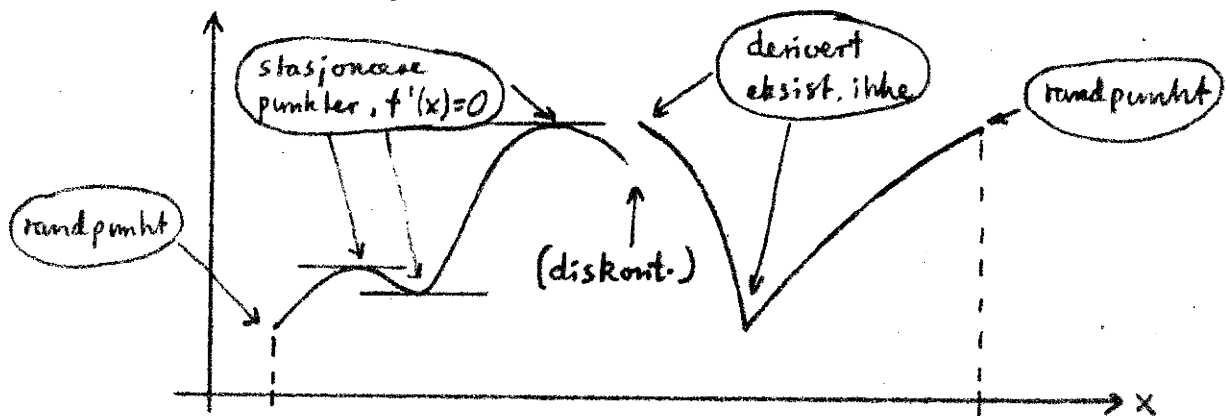 stasjonære
punkter, f'(x)=0
derivert
eksist. ikke
randpunkt
randpunkt
(diskont.)
x